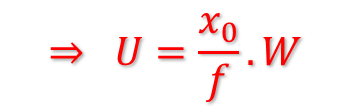 ⇒ U = x₀/f . W